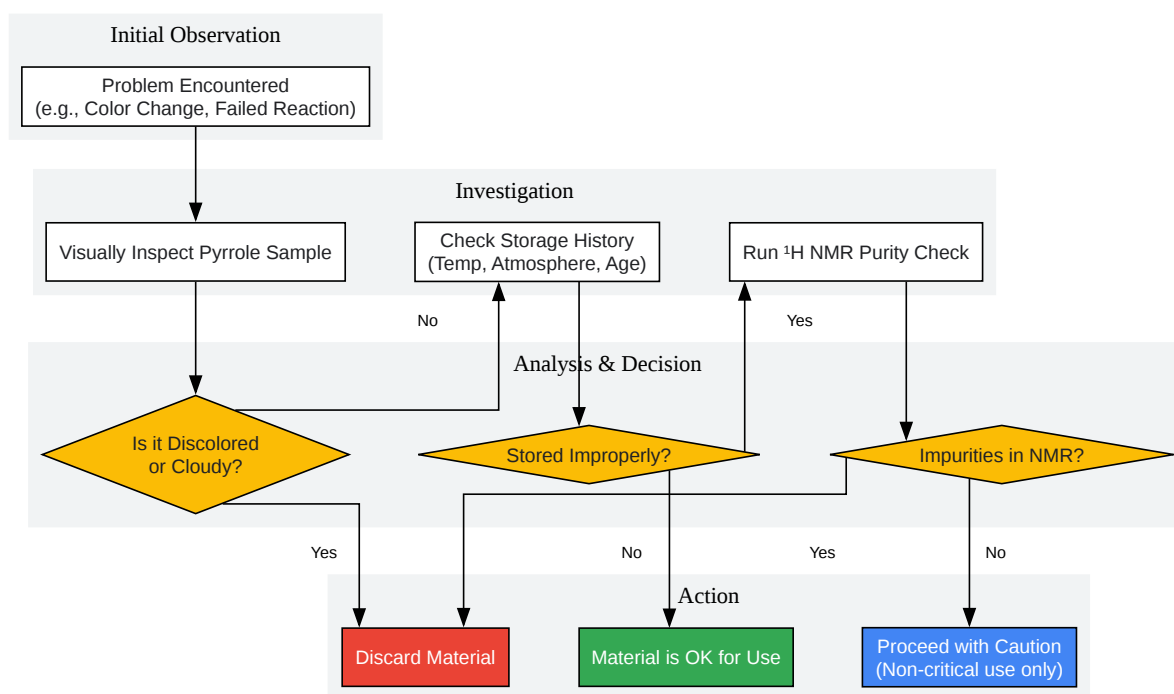 Initial Observation
Problem Encountered
(e.g., Color Change, Failed Reaction)
Investigation
Visually Inspect Pyrrole Sample
Check Storage History
(Temp, Atmosphere, Age)
Run ¹H NMR Purity Check
No
Yes
Analysis & Decision
Is it Discolored
or Cloudy?
Stored Improperly?
Impurities in NMR?
Yes
No
Yes
No
Action
Discard Material
Material is OK for Use
Proceed with Caution
(Non-critical use only)